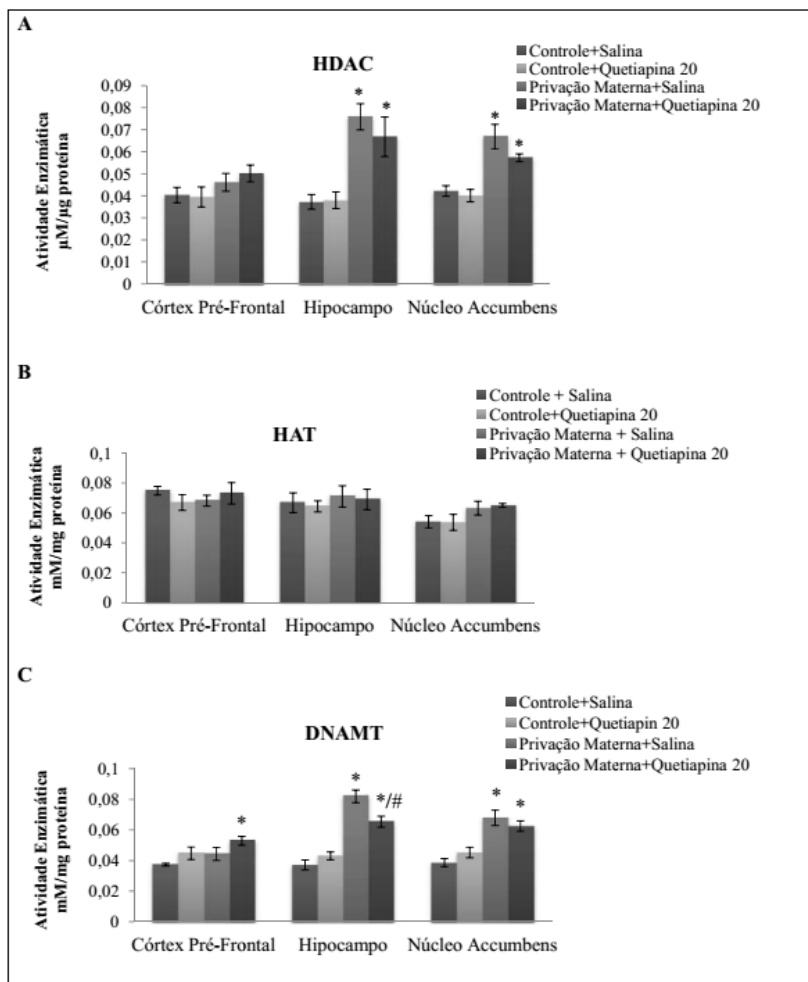 A
HDAC
Controle+Salina
Controle+Quetiapina 20
Privação Materna+Salina
Privação Materna+Quetiapina 20
Atividade Enzimática
µM/µg proteína
0,09
0,08
0,07
0,06
0,05
0,04
0,03
0,02
0,01
0
*
*
*
*
Córtex Pré-Frontal
Hipocampo
Núcleo Accumbens
B
HAT
Controle + Salina
Controle+Quetiapina 20
Privação Materna + Salina
Privação Materna + Quetiapina 20
Atividade Enzimática
mM/mg proteína
0,1
0,08
0,06
0,04
0,02
0
Córtex Pré-Frontal
Hipocampo
Núcleo Accumbens
C
DNAMT
Controle+Salina
Controle+Quetiapin 20
Privação Materna+Salina
Privação Materna+Quetiapina 20
Atividade Enzimática
mM/mg proteína
0,1
0,08
0,06
0,04
0,02
0
*
*
*/#
*
*
Córtex Pré-Frontal
Hipocampo
Núcleo Accumbens